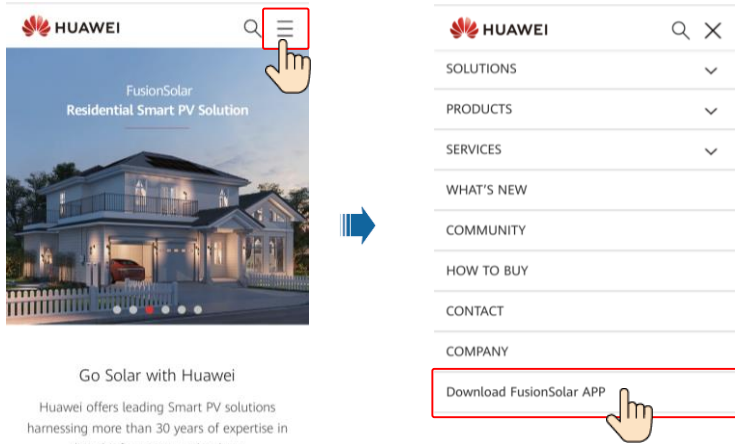 HUAWEI
FusionSolar
Residential Smart PV Solution
Go Solar with Huawei
Huawei offers leading Smart PV solutions
harnessing more than 30 years of expertise in
HUAWEI
SOLUTIONS
PRODUCTS
SERVICES
WHAT'S NEW
COMMUNITY
HOW TO BUY
CONTACT
COMPANY
Download FusionSolar APP